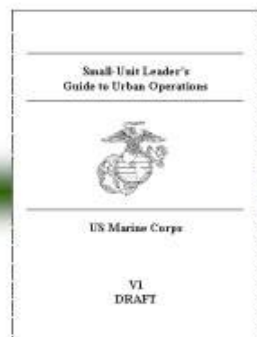 Small-Unit Leader's
Guide to Urban Operations
US Marine Corps
V1
DRAFT